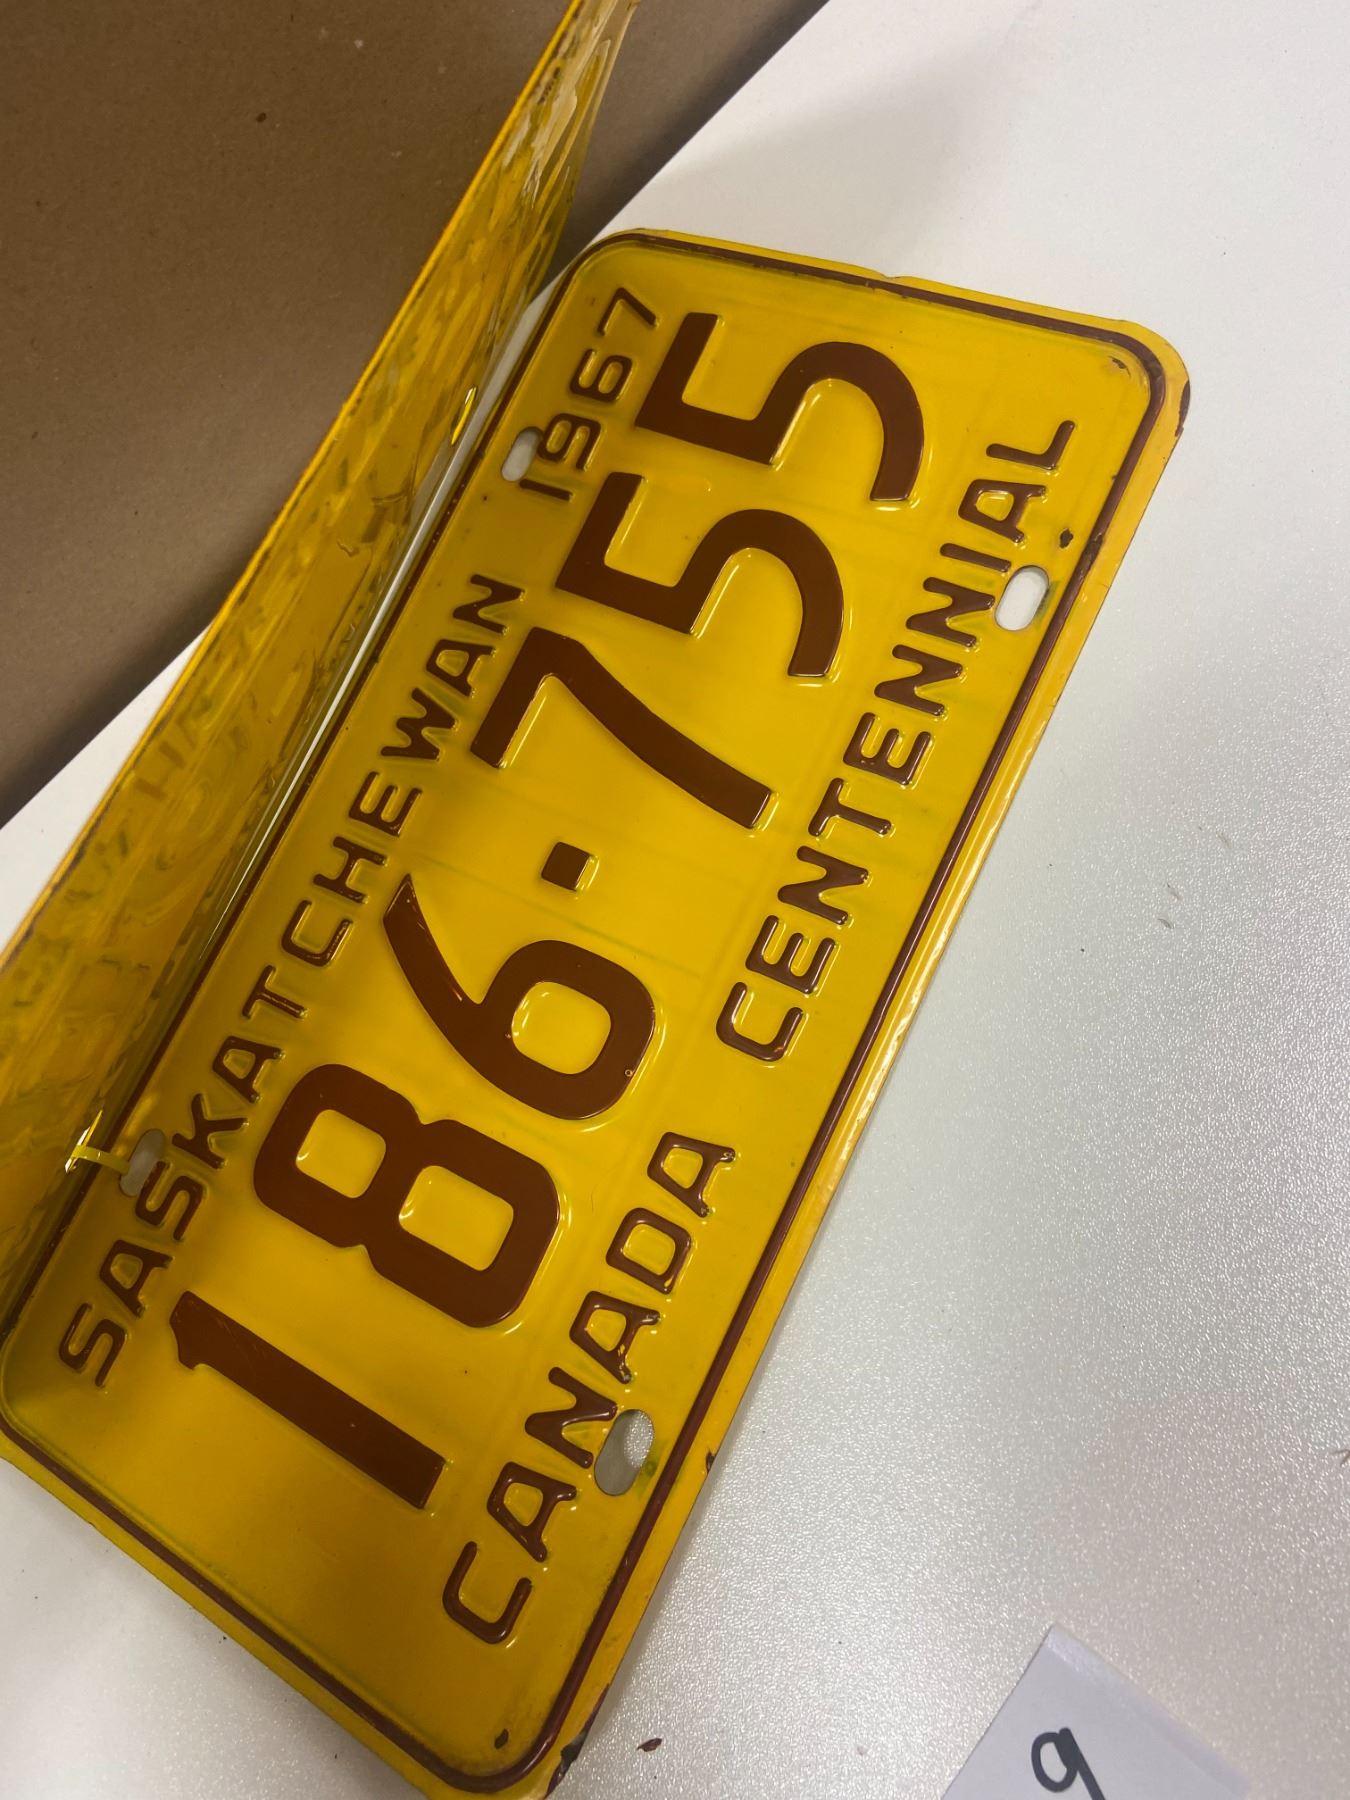 SASKATCHEWAN 1967
186·755
CANADA CENTENNIAL
9